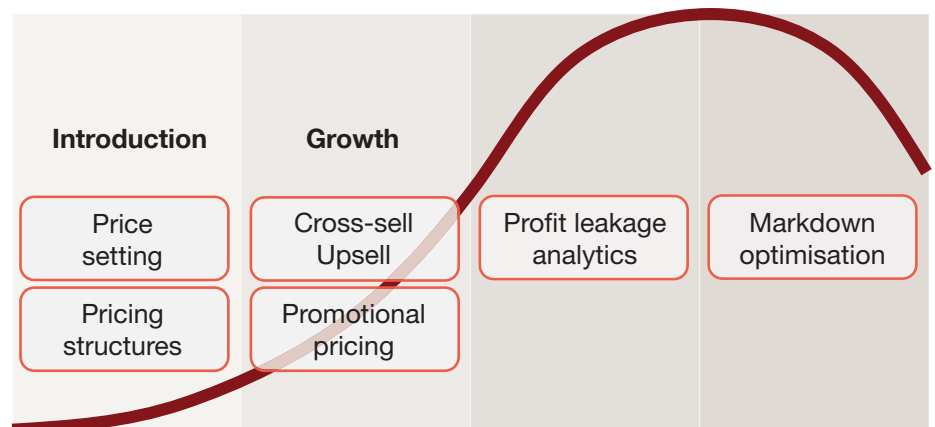 Introduction
Growth
Price
setting
Cross-sell
Upsell
Profit leakage
analytics
Markdown
optimisation
Pricing
structures
Promotional
pricing